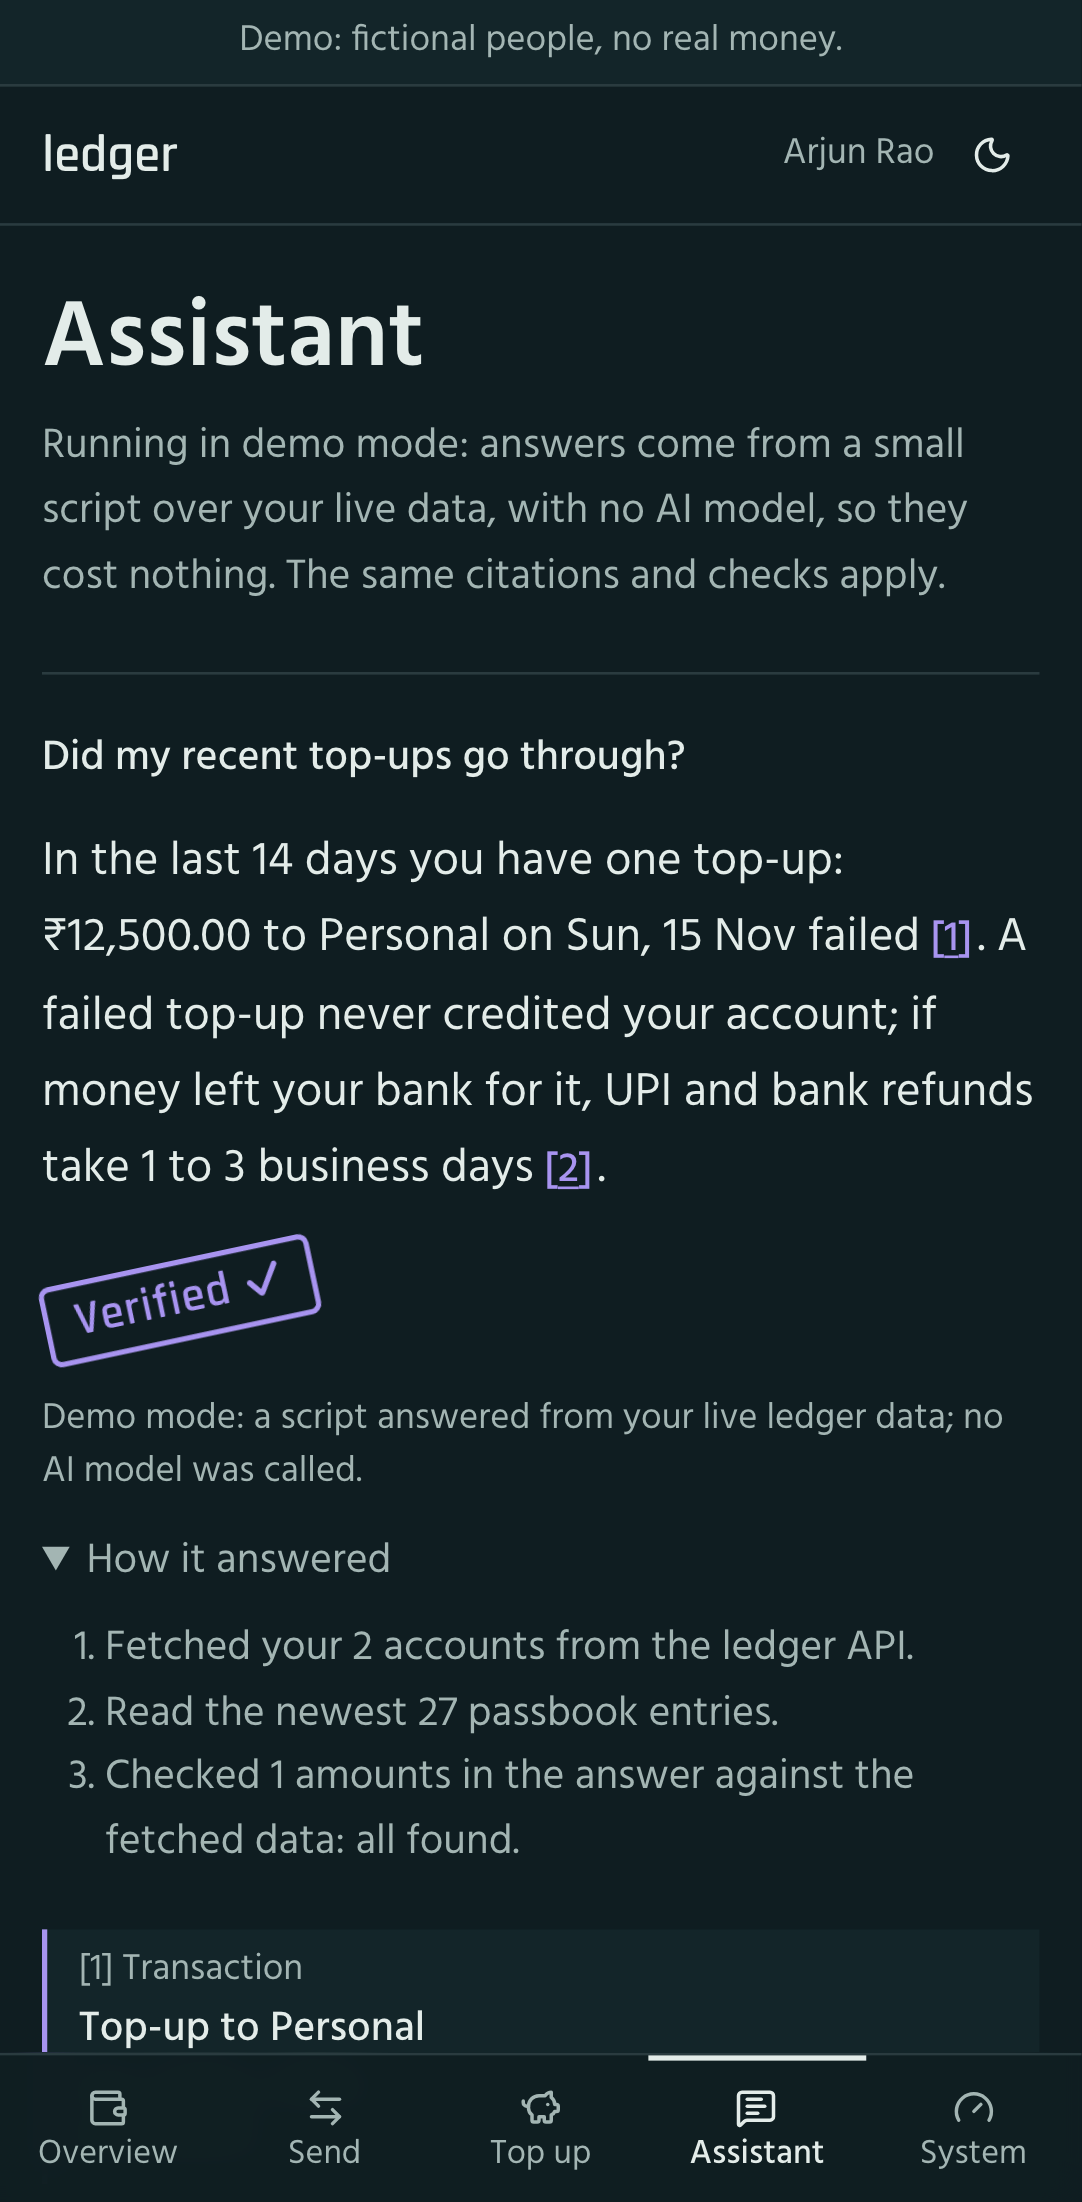 Demo: fictional people, no real money.
ledger
Arjun Rao
Assistant
Running in demo mode: answers come from a small
script over your live data, with no AI model, so they
cost nothing. The same citations and checks apply.
Did my recent top-ups go through?
In the last 14 days you have one top-up:
₹12,500.00 to Personal on Sun, 15 Nov failed [1]. A
failed top-up never credited your account; if
money left your bank for it, UPI and bank refunds
take 1 to 3 business days [2].
Verified ✓
Demo mode: a script answered from your live ledger data; no
AI model was called.
▼ How it answered
1. Fetched your 2 accounts from the ledger API.
2. Read the newest 27 passbook entries.
3. Checked 1 amounts in the answer against the
fetched data: all found.
[1] Transaction
Top-up to Personal
Overview
Send
Top up
Assistant
System